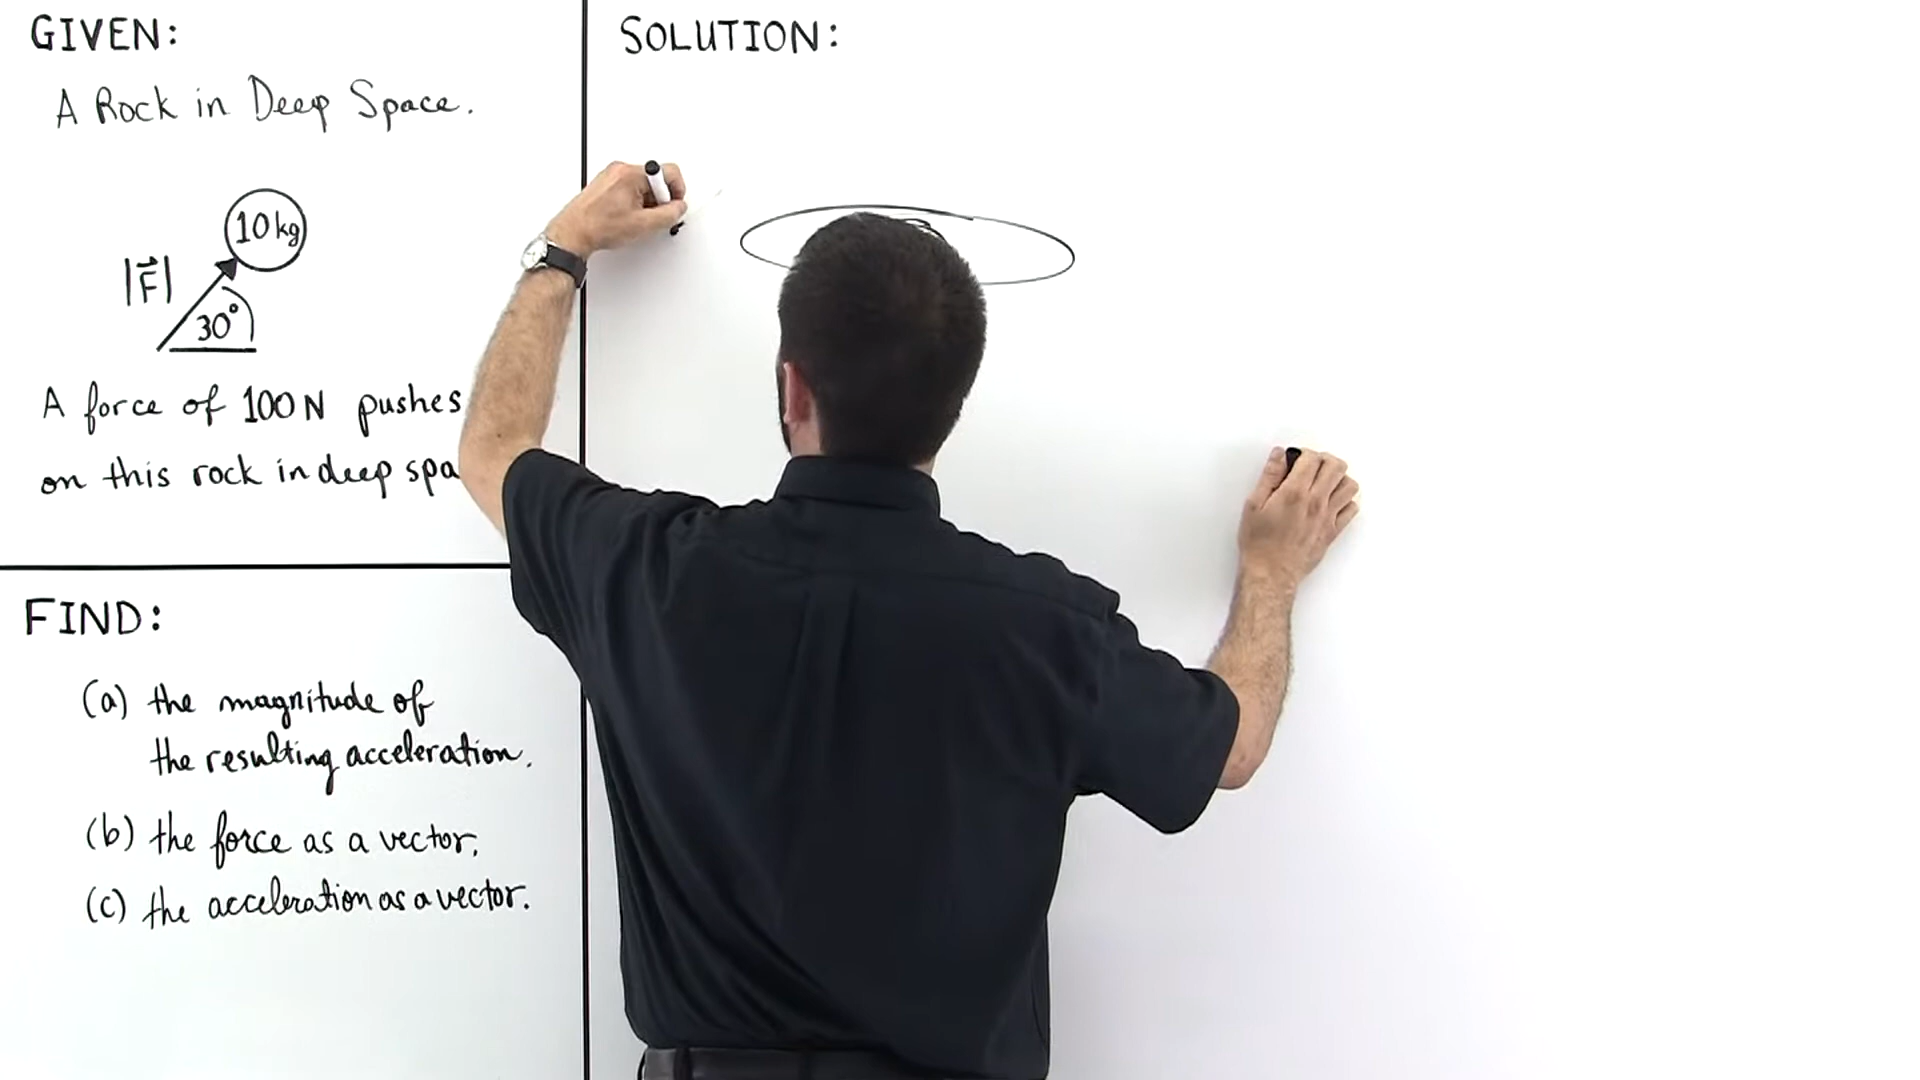 GIVEN:
A Rock in Deep Space.
10 kg
|F⃗|
30°
A force of 100 N pushes
on this rock in deep spa
FIND:
(a) the magnitude of
the resulting acceleration.
(b) the force as a vector.
(c) the acceleration as a vector.
SOLUTION: